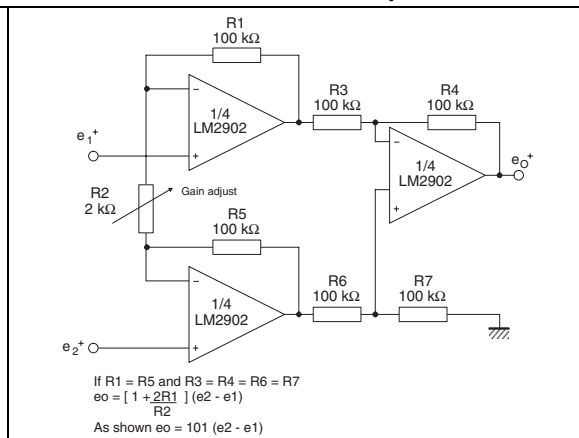 R1
100 kΩ
R3
100 kΩ
R4
100 kΩ
1/4
LM2902
e1+
eO+
1/4
LM2902
R2
2 kΩ
Gain adjust
R5
100 kΩ
R6
100 kΩ
R7
100 kΩ
1/4
LM2902
e2+
If R1 = R5 and R3 = R4 = R6 = R7
eo = [ 1 + 2R1 ] (e2 - e1)
R2
As shown eo = 101 (e2 - e1)